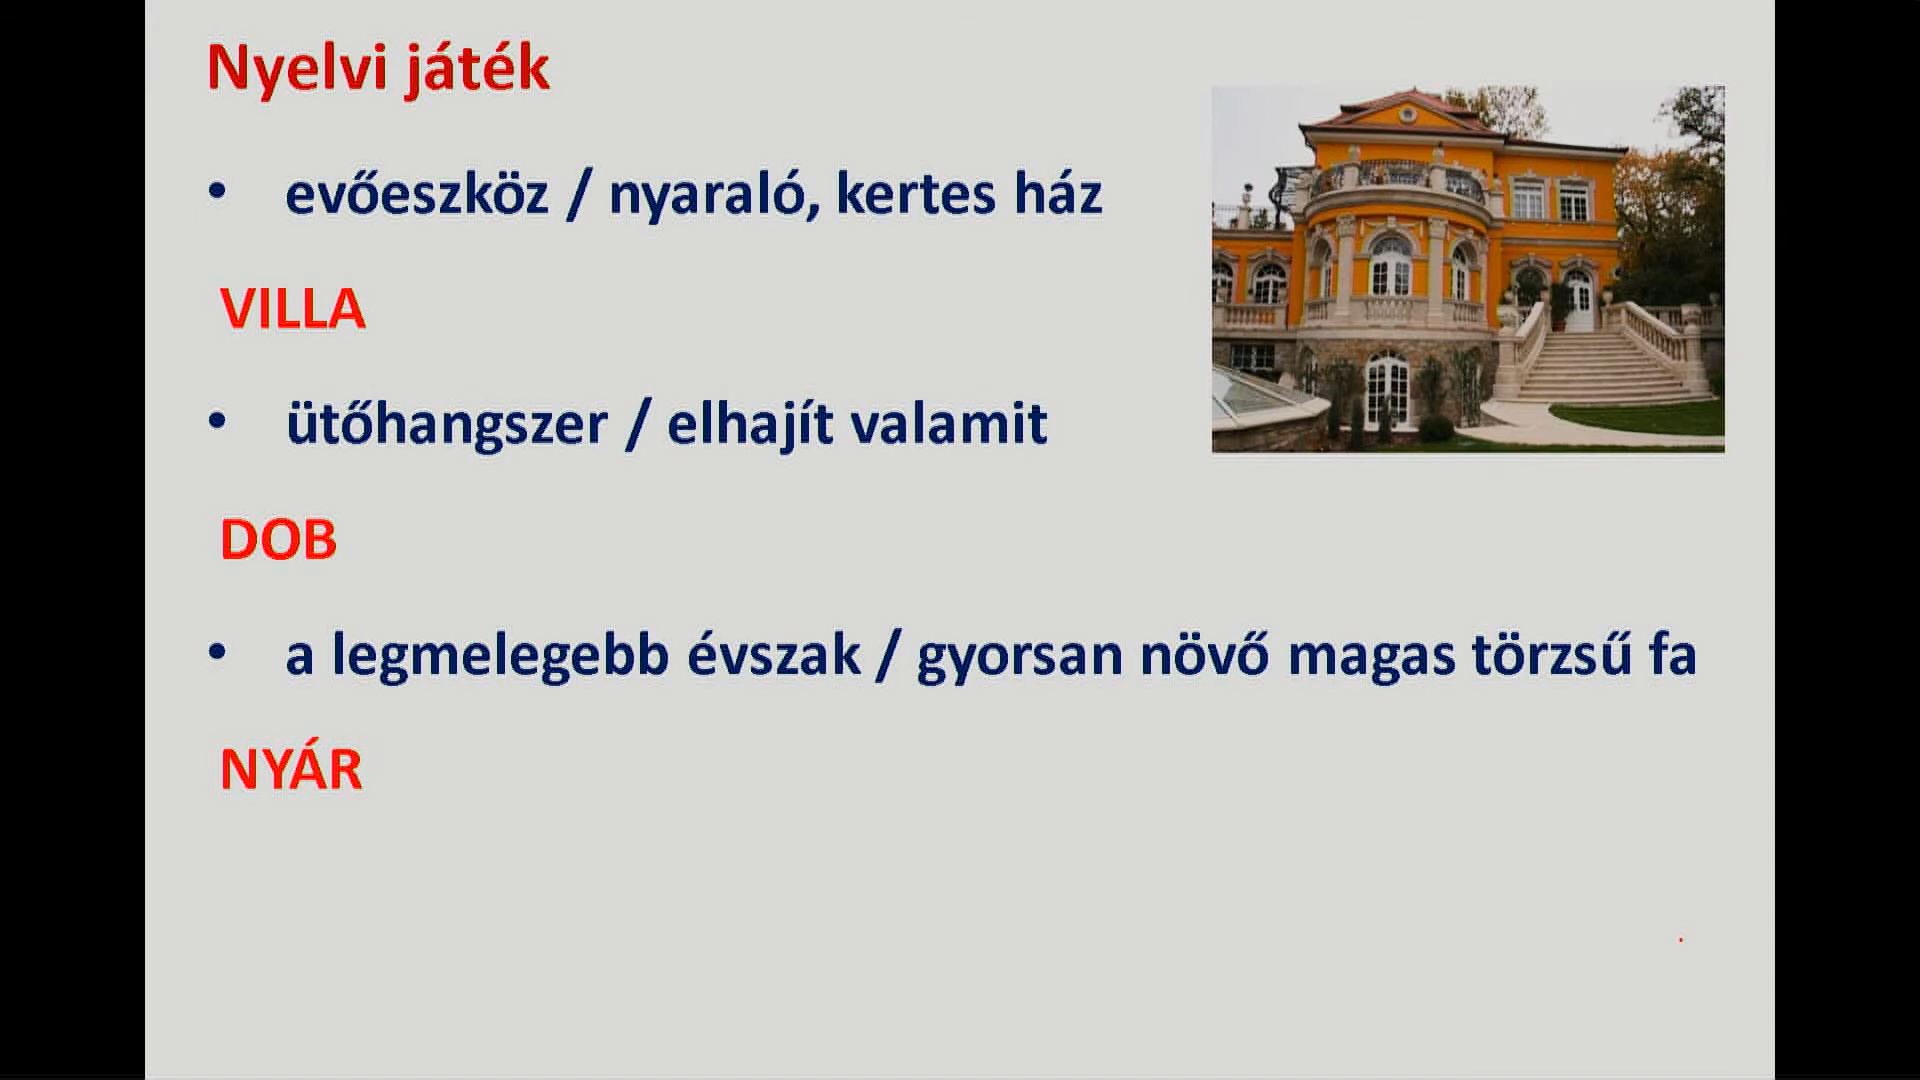 Nyelvi játék
• evőeszköz / nyaraló, kertes ház
VILLA
• ütőhangszer / elhajít valamit
DOB
• a legmelegebb évszak / gyorsan növő magas törzsű fa
NYÁR